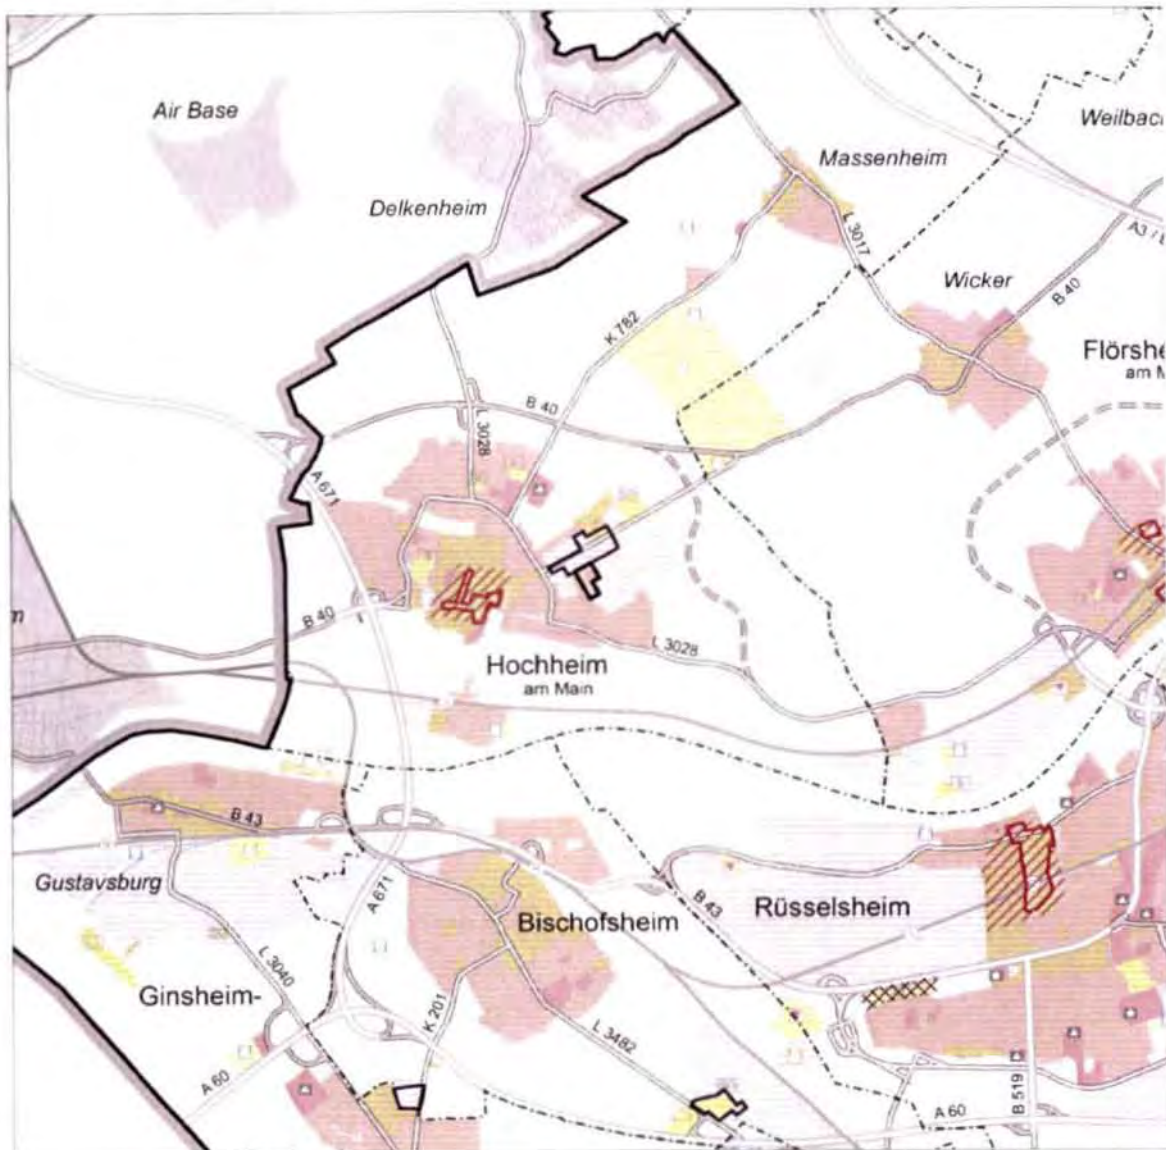 Air Base
Weilbac
Massenheim
Delkenheim
L 3017
A3 /
Wicker
B 40
K 782
Flörshe
am M
B 40
L 3028
A 671
B 40
L 3028
Hochheim
am Main
B 43
Gustavsburg
A 671
B 43
Rüsselsheim
Bischofsheim
L 3040
Ginsheim-
K 201
L 3482
A 60
B 519
A 60